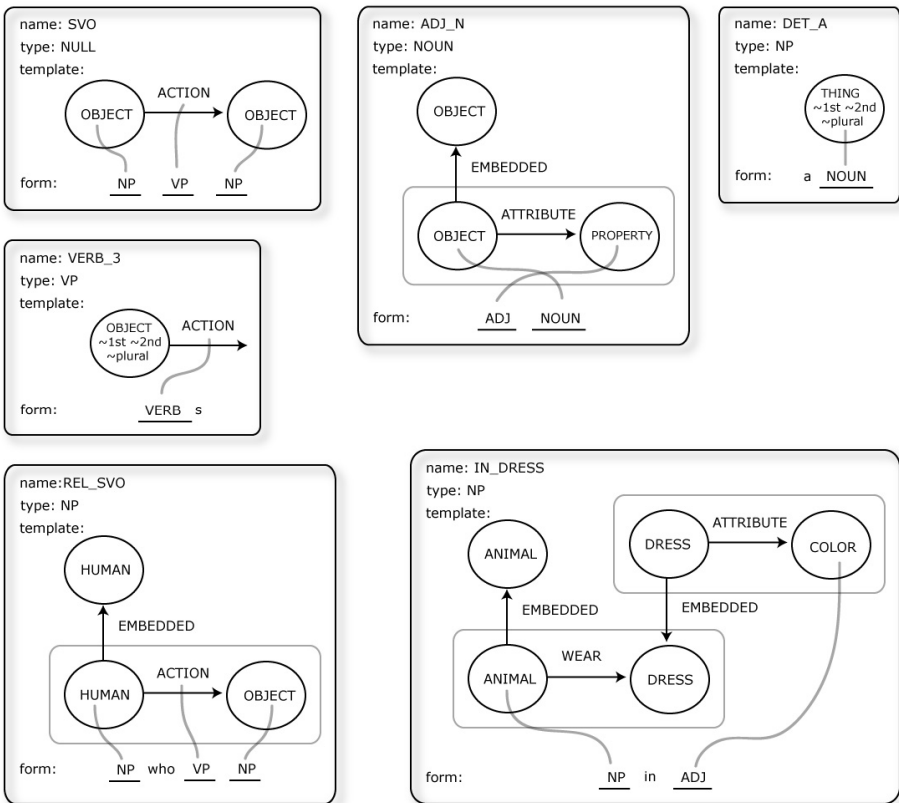 name: SVO
type: NULL
template:
OBJECT
ACTION
OBJECT
form: NP VP NP
name: ADJ_N
type: NOUN
template:
OBJECT
EMBEDDED
OBJECT
ATTRIBUTE
PROPERTY
form: ADJ NOUN
name: DET_A
type: NP
template:
THING
~1st ~2nd
~plural
form: a NOUN
name: VERB_3
type: VP
template:
OBJECT
~1st ~2nd
~plural
ACTION
form: VERB s
name:REL_SVO
type: NP
template:
HUMAN
EMBEDDED
HUMAN
ACTION
OBJECT
form: NP who VP NP
name: IN_DRESS
type: NP
template:
ANIMAL
DRESS
ATTRIBUTE
COLOR
EMBEDDED
EMBEDDED
ANIMAL
WEAR
DRESS
form: NP in ADJ